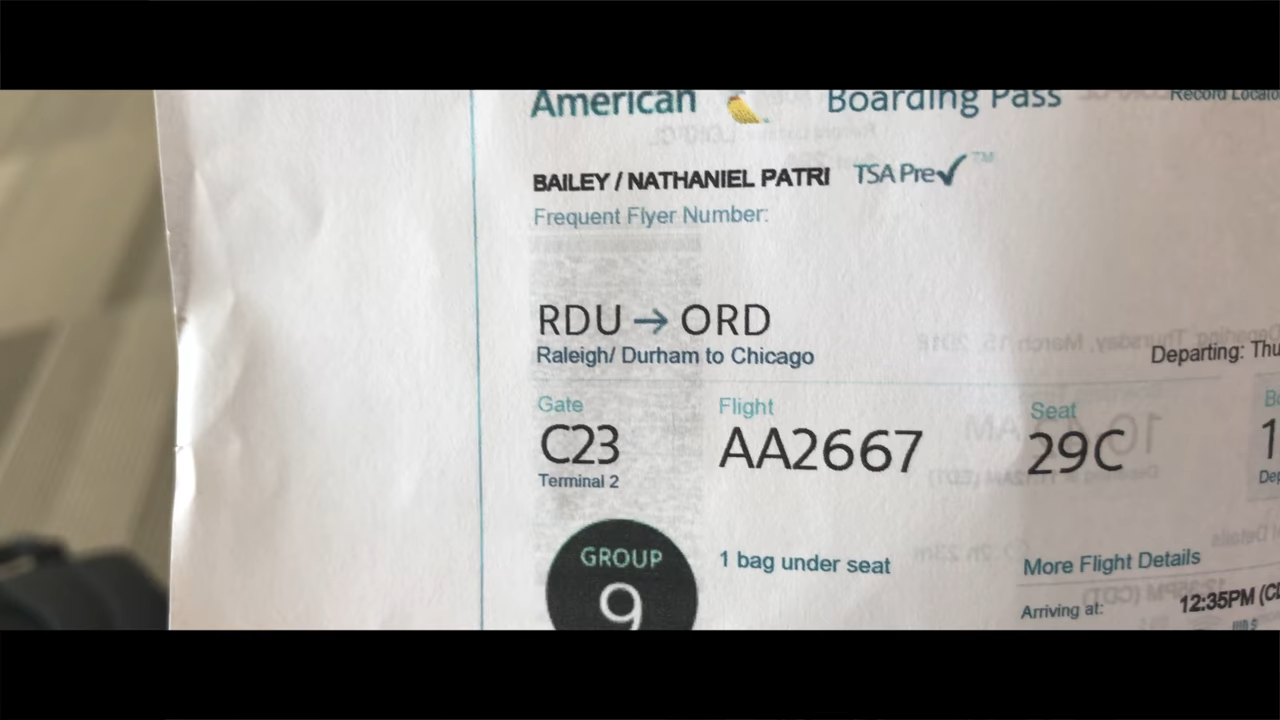 American Boarding Pass Record Locato
BAILEY / NATHANIEL PATRI TSA Pre✓™
Frequent Flyer Number:
RDU → ORD
Raleigh/ Durham to Chicago
Departing: Thu
Gate Flight Seat
C23 AA2667 29C
Terminal 2
GROUP
9
1 bag under seat
More Flight Details
Arriving at: 12:35PM